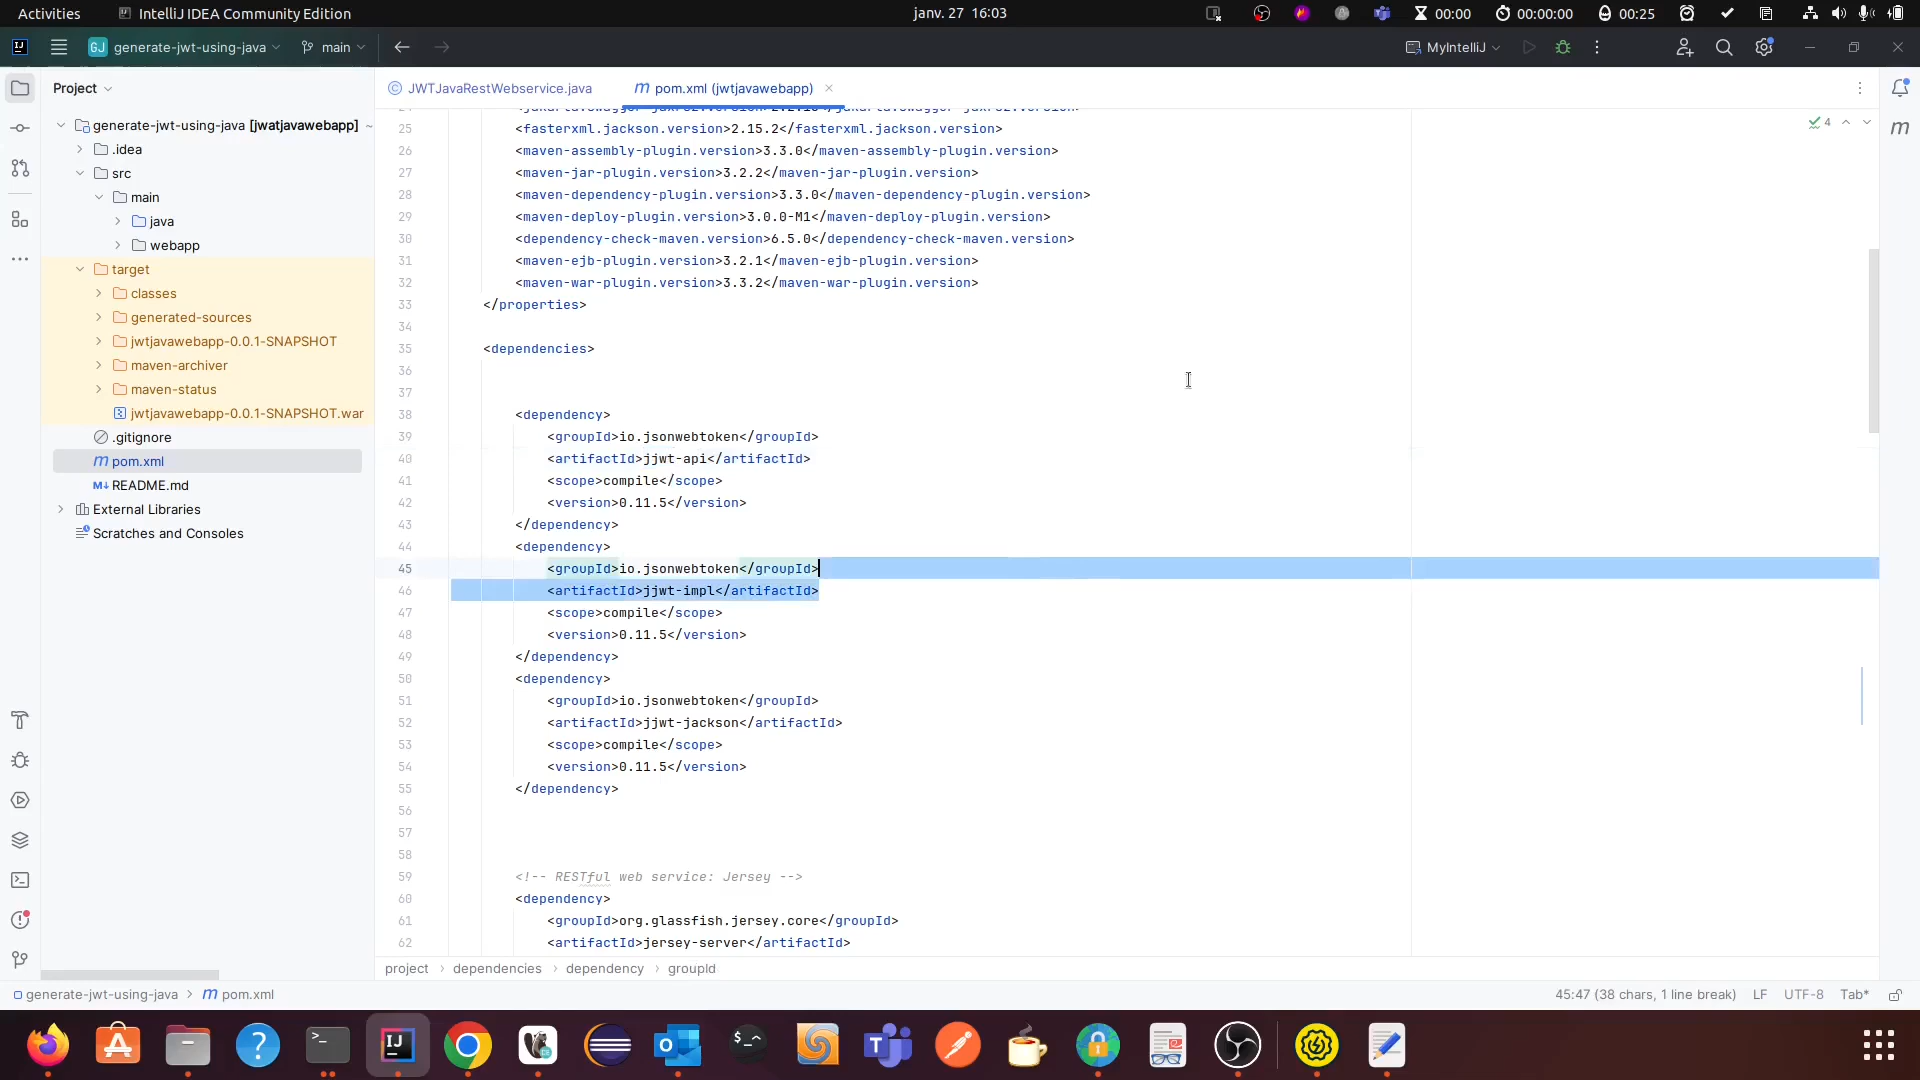 Activities
IntelliJ IDEA Community Edition
janv. 27 16:03
00:00
00:00:00
00:25
GJ generate-jwt-using-java
main
MyIntelliJ
Project
JWTJavaRestWebservice.java
pom.xml (jwtjavawebapp)
generate-jwt-using-java [jwatjavawebapp] ~
.idea
src
main
java
webapp
target
classes
generated-sources
jwtjavawebapp-0.0.1-SNAPSHOT
maven-archiver
maven-status
jwtjavawebapp-0.0.1-SNAPSHOT.war
.gitignore
pom.xml
README.md
External Libraries
Scratches and Consoles
4
25 <fasterxml.jackson.version>2.15.2</fasterxml.jackson.version>
26 <maven-assembly-plugin.version>3.3.0</maven-assembly-plugin.version>
27 <maven-jar-plugin.version>3.2.2</maven-jar-plugin.version>
28 <maven-dependency-plugin.version>3.3.0</maven-dependency-plugin.version>
29 <maven-deploy-plugin.version>3.0.0-M1</maven-deploy-plugin.version>
30 <dependency-check-maven.version>6.5.0</dependency-check-maven.version>
31 <maven-ejb-plugin.version>3.2.1</maven-ejb-plugin.version>
32 <maven-war-plugin.version>3.3.2</maven-war-plugin.version>
33 </properties>
34
35 <dependencies>
36
37
38 <dependency>
39 <groupId>io.jsonwebtoken</groupId>
40 <artifactId>jjwt-api</artifactId>
41 <scope>compile</scope>
42 <version>0.11.5</version>
43 </dependency>
44 <dependency>
45 <groupId>io.jsonwebtoken</groupId>
46 <artifactId>jjwt-impl</artifactId>
47 <scope>compile</scope>
48 <version>0.11.5</version>
49 </dependency>
50 <dependency>
51 <groupId>io.jsonwebtoken</groupId>
52 <artifactId>jjwt-jackson</artifactId>
53 <scope>compile</scope>
54 <version>0.11.5</version>
55 </dependency>
56
57
58
59 <!-- RESTful web service: Jersey -->
60 <dependency>
61 <groupId>org.glassfish.jersey.core</groupId>
62 <artifactId>jersey-server</artifactId>
project > dependencies > dependency > groupId
generate-jwt-using-java > pom.xml
45:47 (38 chars, 1 line break)
LF
UTF-8
Tab*